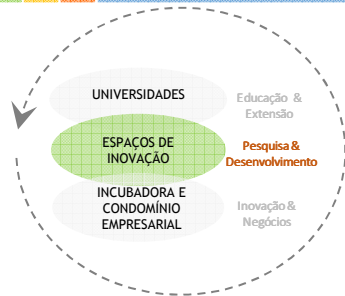 UNIVERSIDADES
Educação &
Extensão
ESPAÇOS DE
INOVAÇÃO
Pesquisa &
Desenvolvimento
INCUBADORA E
CONDOMÍNIO
EMPRESARIAL
Inovação &
Negócios